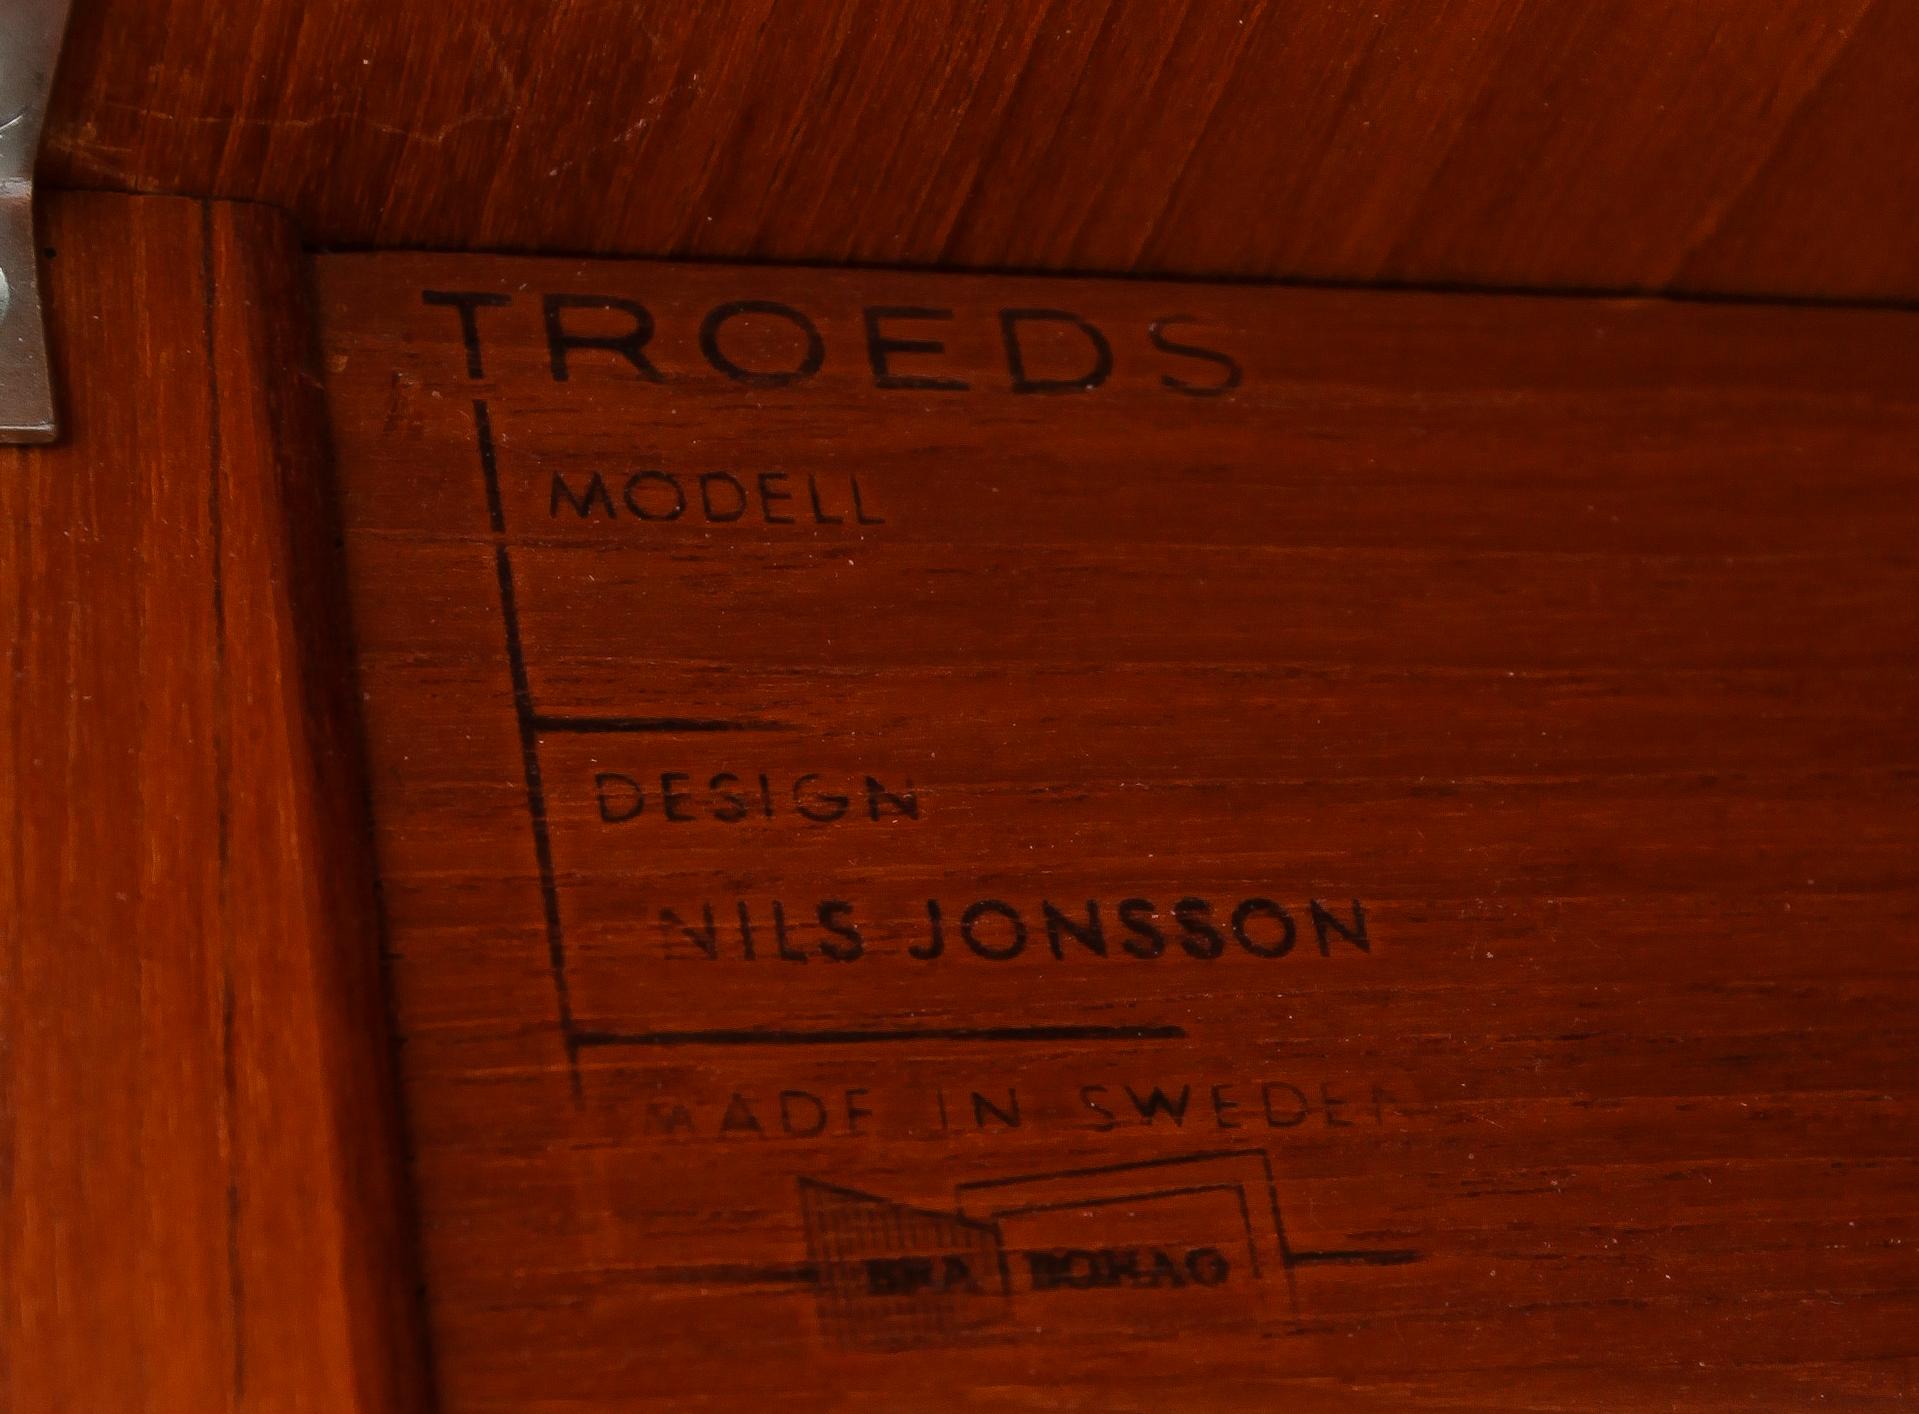 TROEDS
MODELL
DESIGN
NILS JONSSON
MADE IN SWEDEN
BRA BOHAG